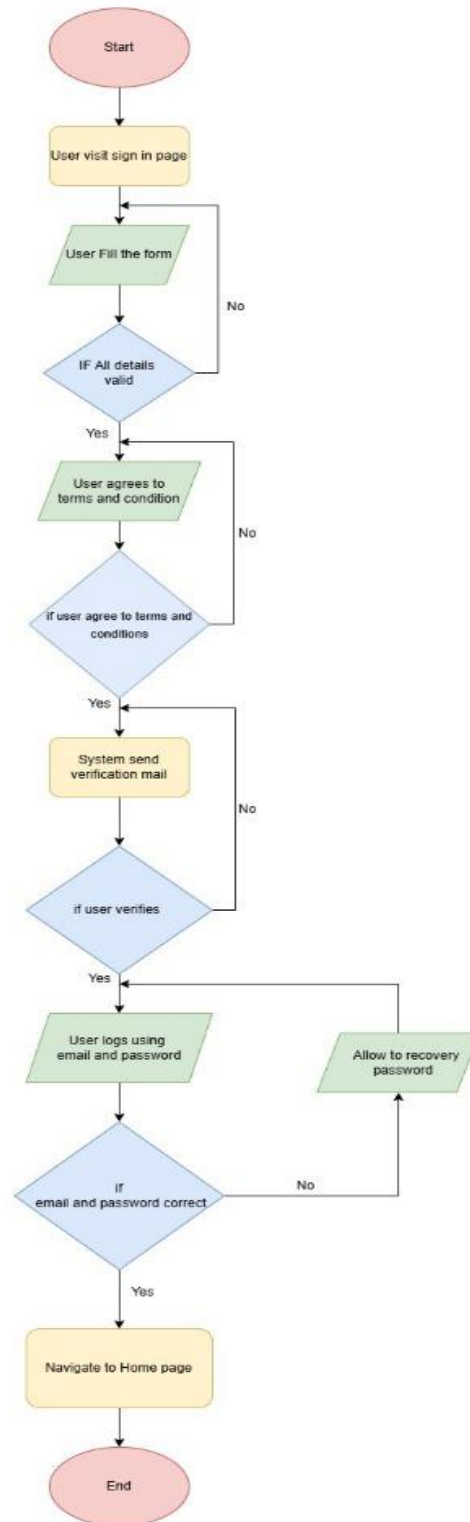 Start
User visit sign in page
User Fill the form
No
IF All details
valid
Yes
User agrees to
terms and condition
No
if user agree to terms and
conditions
Yes
System send
verification mail
No
if user verifies
Yes
User logs using
email and password
Allow to recovery
password
if
email and password correct
No
Yes
Navigate to Home page
End